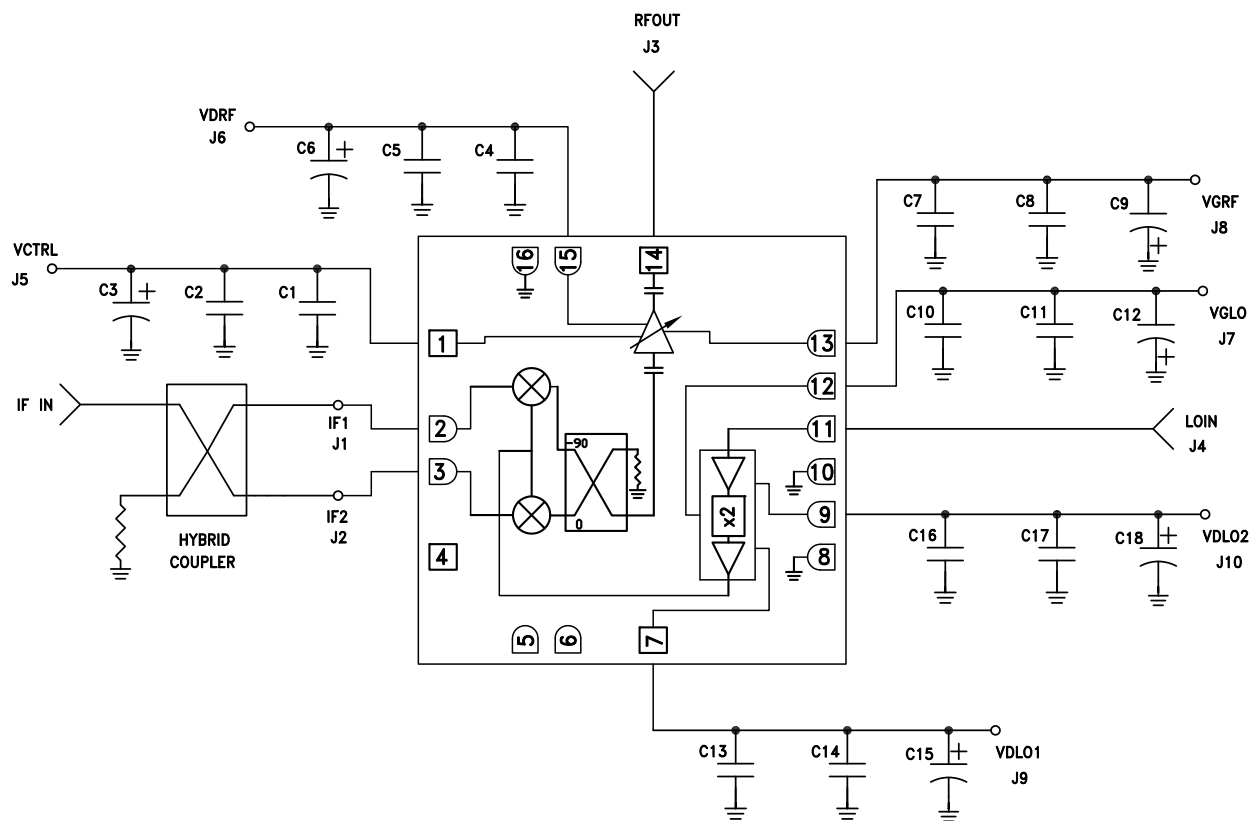 RFOUT
J3
VDRF
J6
C6
+
C5
C4
C7
C8
C9
+
VGRF
J8
VCTRL
J5
C3
+
C2
C1
16
15
14
C10
C11
C12
+
VGLO
J7
1
13
12
IF IN
IF1
J1
2
11
LOIN
J4
-90
3
10
0
x2
9
IF2
J2
HYBRID
COUPLER
4
8
C16
C17
C18
+
VDLO2
J10
5
6
7
C13
C14
C15
+
VDLO1
J9